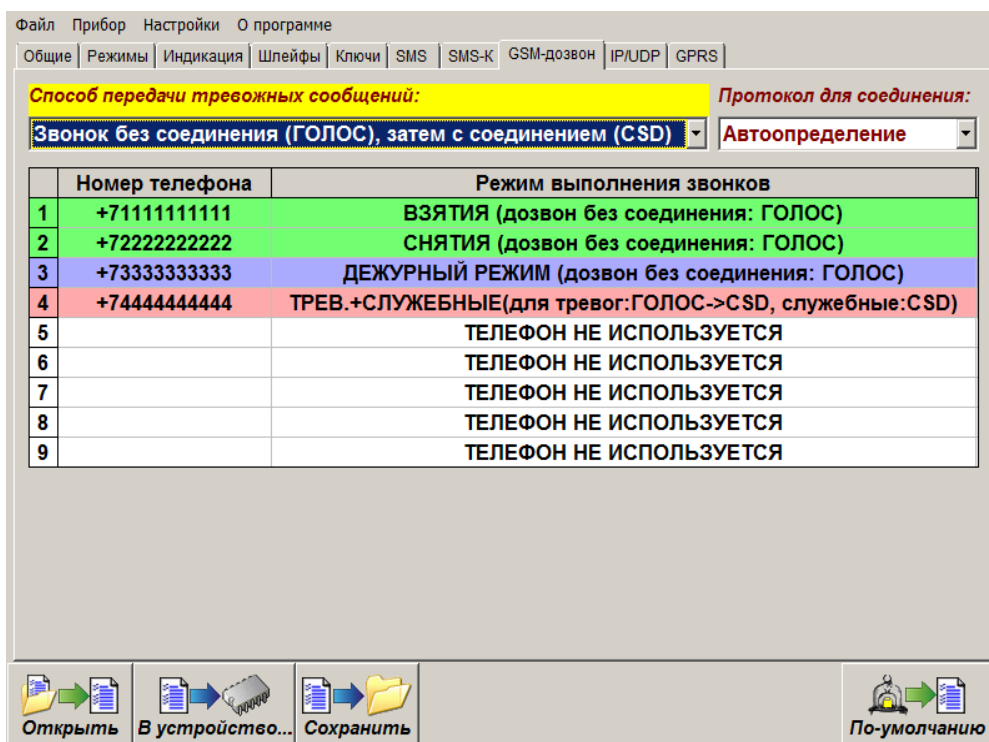 Файл Прибор Настройки О программе
Общие Режимы Индикация Шлейфы Ключи SMS SMS-K GSM-дозвон IP/UDP GPRS
Способ передачи тревожных сообщений: Протокол для соединения:
Звонок без соединения (ГОЛОС), затем с соединением (CSD) Автоопределение
Номер телефона Режим выполнения звонков
1 +71111111111 ВЗЯТИЯ (дозвон без соединения: ГОЛОС)
2 +72222222222 СНЯТИЯ (дозвон без соединения: ГОЛОС)
3 +73333333333 ДЕЖУРНЫЙ РЕЖИМ (дозвон без соединения: ГОЛОС)
4 +74444444444 ТРЕВ.+СЛУЖЕБНЫЕ(для тревог:ГОЛОС->CSD, служебные:CSD)
5 ТЕЛЕФОН НЕ ИСПОЛЬЗУЕТСЯ
6 ТЕЛЕФОН НЕ ИСПОЛЬЗУЕТСЯ
7 ТЕЛЕФОН НЕ ИСПОЛЬЗУЕТСЯ
8 ТЕЛЕФОН НЕ ИСПОЛЬЗУЕТСЯ
9 ТЕЛЕФОН НЕ ИСПОЛЬЗУЕТСЯ
Открыть В устройство... Сохранить По-умолчанию